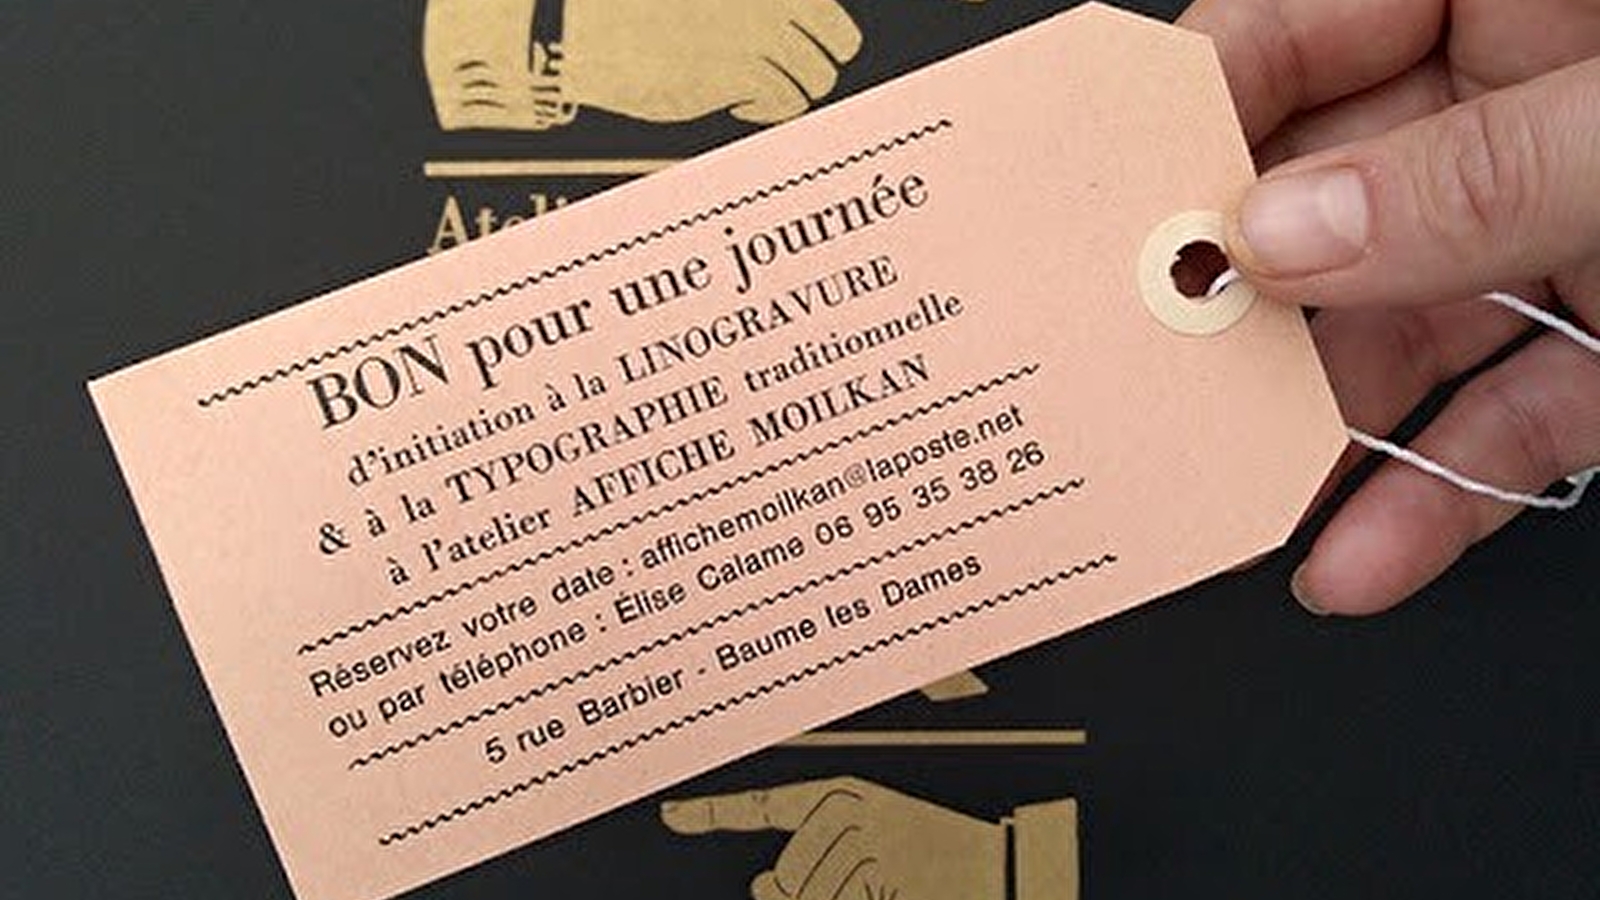 Ateli
BON pour une journée
d'initiation à la LINOGRAVURE
& à la TYPOGRAPHIE traditionnelle
à l'atelier AFFICHE MOILKAN
Réservez votre date : affichemoilkan@laposte.net
ou par téléphone : Élise Calame 06 95 35 38 26
5 rue Barbier - Baume les Dames